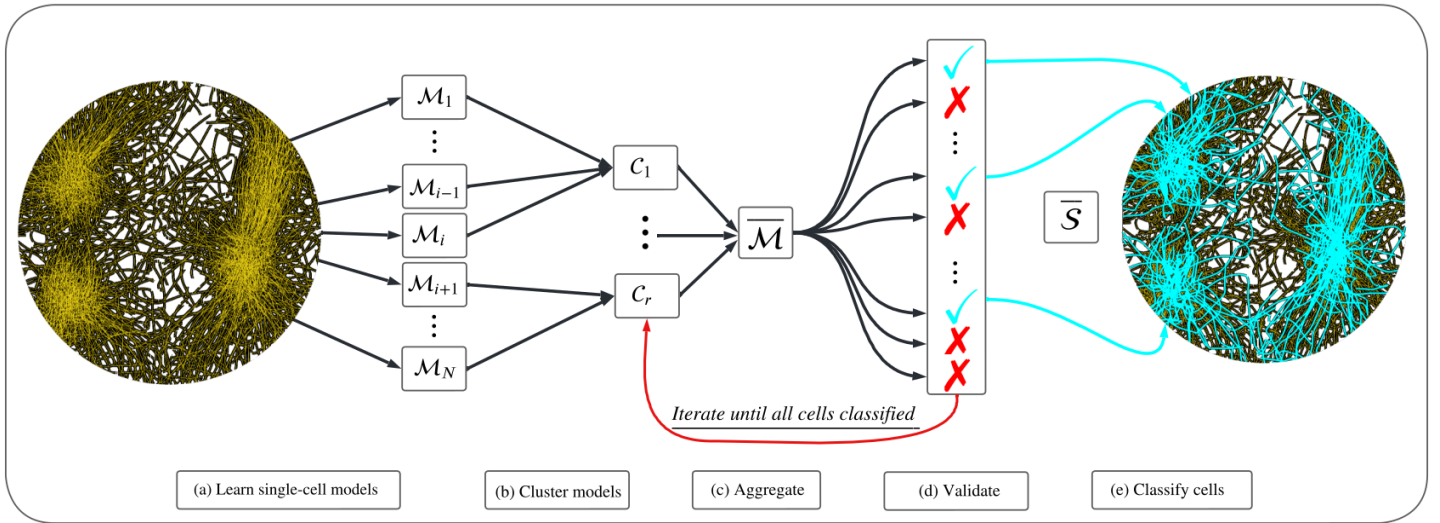 ℳ₁
⋮
ℳᵢ₋₁
ℳᵢ
ℳᵢ₊₁
⋮
ℳ_N
𝒞₁
⋮
𝒞ᵣ
ℳ̅
✓
✗
⋮
✓
✗
⋮
✓
✗
✗
𝒮̅
Iterate until all cells classified
(a) Learn single-cell models
(b) Cluster models
(c) Aggregate
(d) Validate
(e) Classify cells